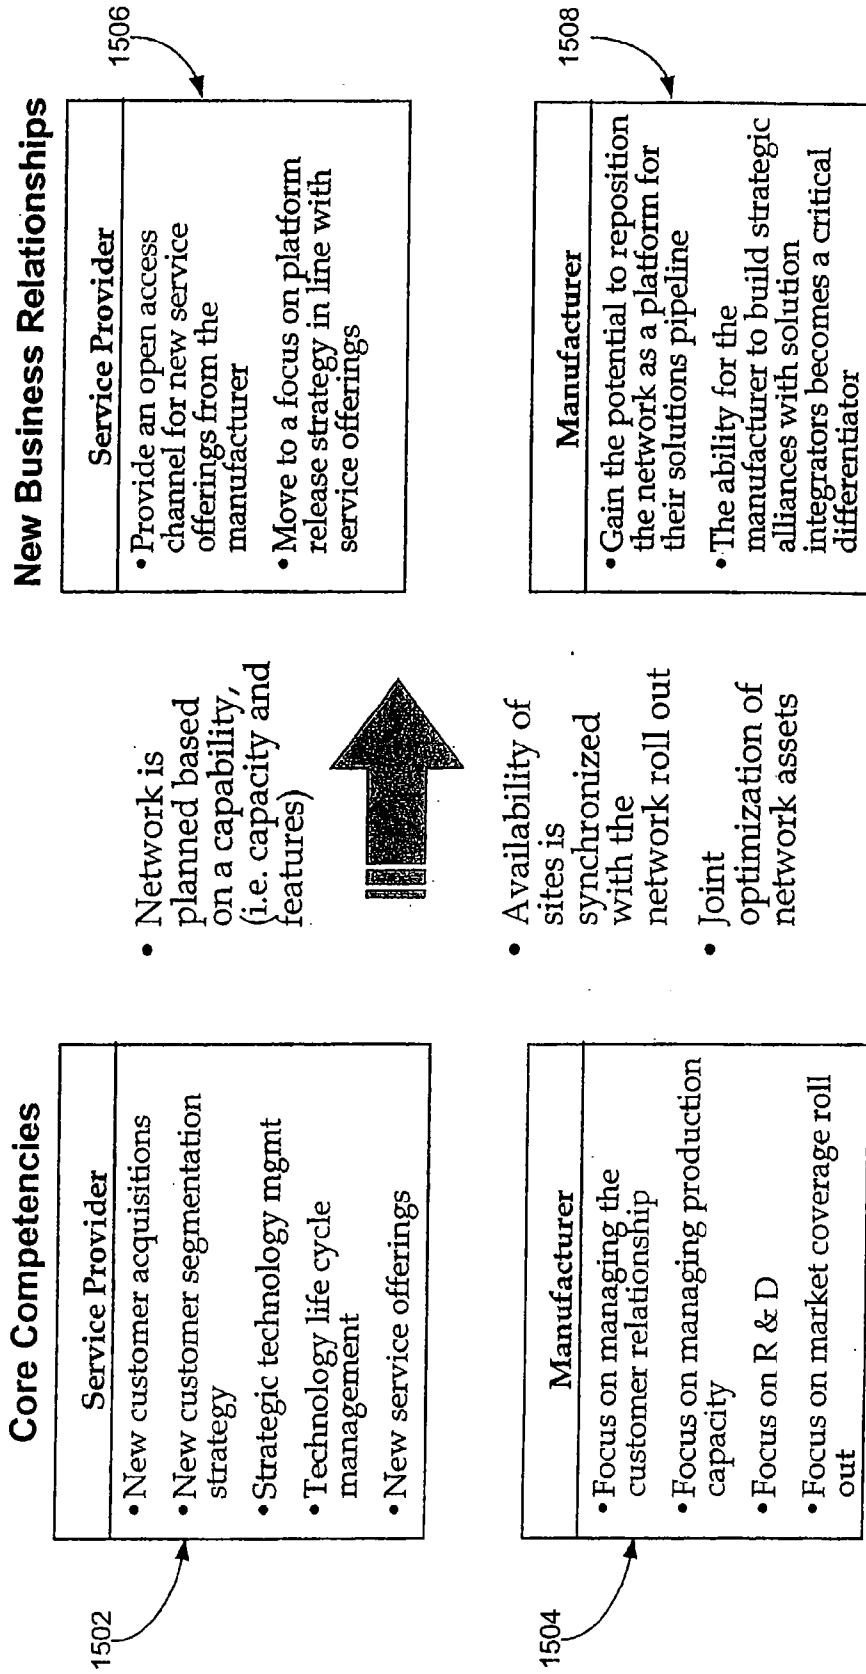 Core Competencies
1502
Service Provider
•New customer acquisitions
•New customer segmentation
strategy
•Strategic technology mgmt
•Technology life cycle
management
•New service offerings
1504
Manufacturer
•Focus on managing the
customer relationship
•Focus on managing production
capacity
•Focus on R & D
•Focus on market coverage roll
out
• Network is
planned based
on a capability,
(i.e. capacity and
features)
• Availability of
sites is
synchronized
with the
network roll out
• Joint
optimization of
network assets
New Business Relationships
1506
Service Provider
•Provide an open access
channel for new service
offerings from the
manufacturer
•Move to a focus on platform
release strategy in line with
service offerings
1508
Manufacturer
•Gain the potential to reposition
the network as a platform for
their solutions pipeline
•The ability for the
manufacturer to build strategic
alliances with solution
integrators becomes a critical
differentiator